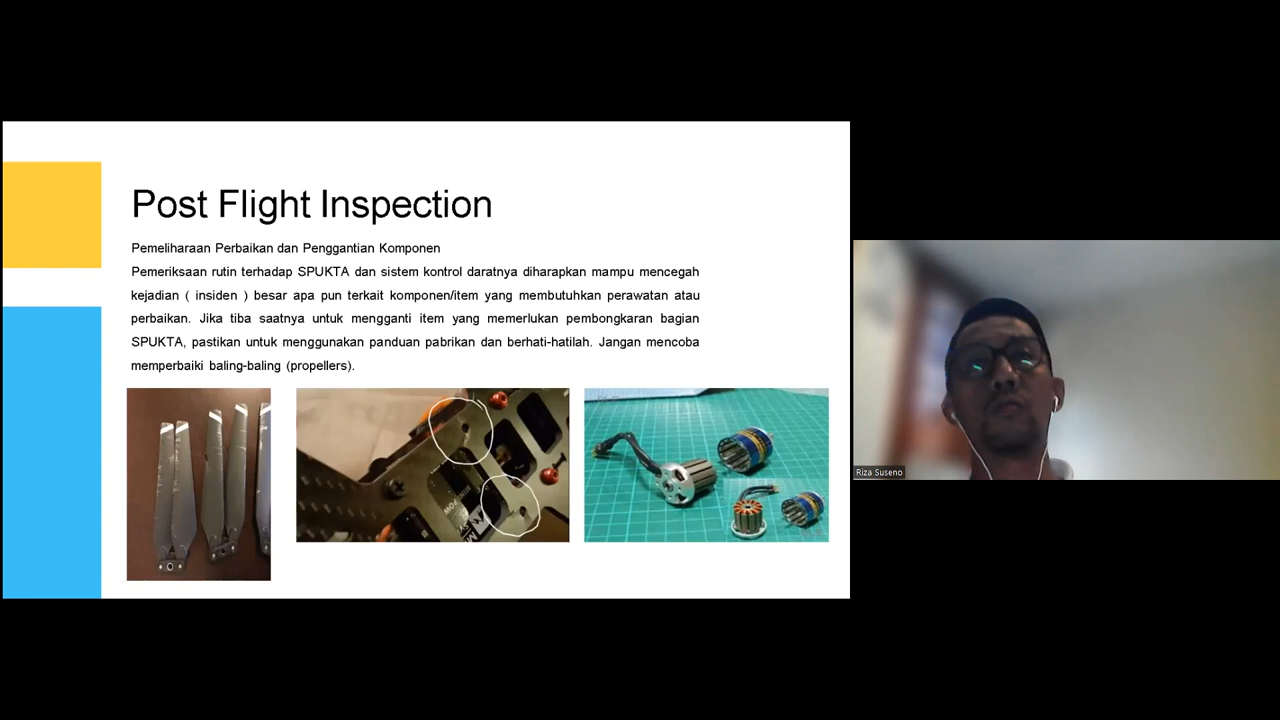 Post Flight Inspection
Pemeliharaan Perbaikan dan Penggantian Komponen
Pemeriksaan rutin terhadap SPUKTA dan sistem kontrol daratnya diharapkan mampu mencegah
kejadian ( insiden ) besar apa pun terkait komponen/item yang membutuhkan perawatan atau
perbaikan. Jika tiba saatnya untuk mengganti item yang memerlukan pembongkaran bagian
SPUKTA, pastikan untuk menggunakan panduan pabrikan dan berhati-hatilah. Jangan mencoba
memperbaiki baling-baling (propellers).
Riza Suseno